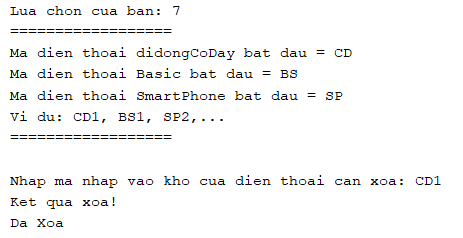 Lua chon cua ban: 7
==================
Ma dien thoai didongCoDay bat dau = CD
Ma dien thoai Basic bat dau = BS
Ma dien thoai SmartPhone bat dau = SP
Vi du: CD1, BS1, SP2,...
==================
Nhap ma nhap vao kho cua dien thoai can xoa: CD1
Ket qua xoa!
Da Xoa